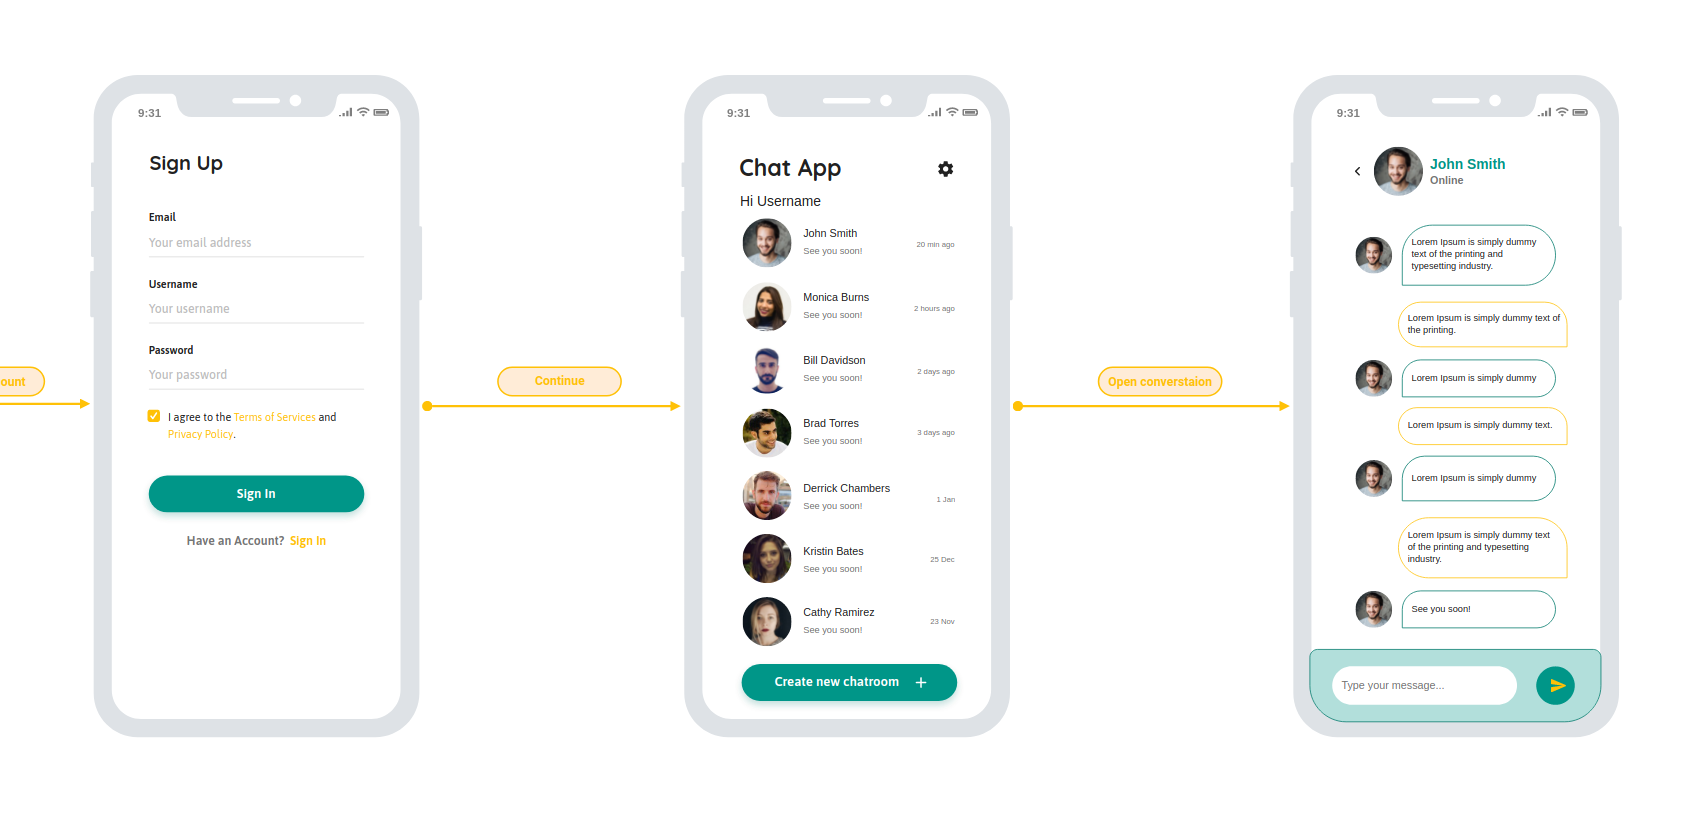 ount
9:31
Sign Up
Email
Your email address
Username
Your username
Password
Your password
I agree to the Terms of Services and
Privacy Policy.
Sign In
Have an Account? Sign In
Continue
9:31
Chat App
Hi Username
John Smith
See you soon!
20 min ago
Monica Burns
See you soon!
2 hours ago
Bill Davidson
See you soon!
2 days ago
Brad Torres
See you soon!
3 days ago
Derrick Chambers
See you soon!
1 Jan
Kristin Bates
See you soon!
25 Dec
Cathy Ramirez
See you soon!
23 Nov
Create new chatroom +
Open converstaion
9:31
John Smith
Online
Lorem Ipsum is simply dummy
text of the printing and
typesetting industry.
Lorem Ipsum is simply dummy text of
the printing.
Lorem Ipsum is simply dummy
Lorem Ipsum is simply dummy text.
Lorem Ipsum is simply dummy
Lorem Ipsum is simply dummy text
of the printing and typesetting
industry.
See you soon!
Type your message...